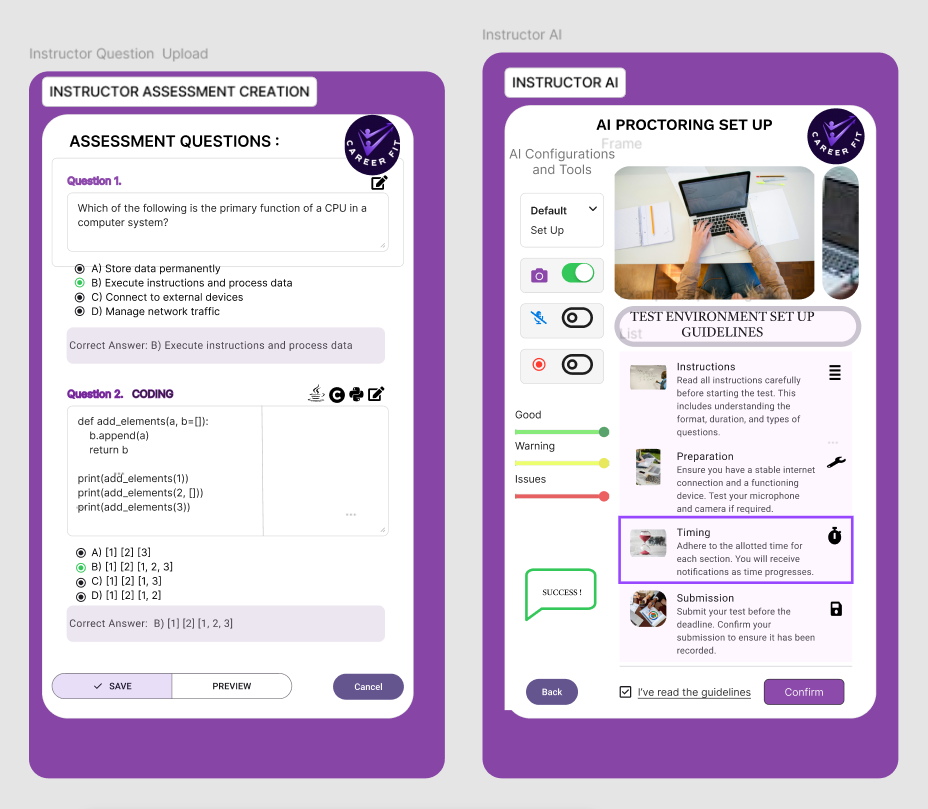 Instructor Question Upload
INSTRUCTOR ASSESSMENT CREATION
ASSESSMENT QUESTIONS :
CAREER FIT
Question 1.
Which of the following is the primary function of a CPU in a
computer system?
A) Store data permanently
B) Execute instructions and process data
C) Connect to external devices
D) Manage network traffic
Correct Answer: B) Execute instructions and process data
Question 2. CODING
def add_elements(a, b=[]):
b.append(a)
return b
print(add_elements(1))
print(add_elements(2, []))
print(add_elements(3))
A) [1] [2] [3]
B) [1] [2] [1, 2, 3]
C) [1] [2] [1, 3]
D) [1] [2] [1, 2]
Correct Answer: B) [1] [2] [1, 2, 3]
SAVE
PREVIEW
Cancel
Instructor AI
INSTRUCTOR AI
AI PROCTORING SET UP
CAREER FIT
Frame
AI Configurations
and Tools
Default
Set Up
Good
Warning
Issues
SUCCESS !
Back
TEST ENVIRONMENT SET UP
GUIDELINES
List
Instructions
Read all instructions carefully
before starting the test. This
includes understanding the
format, duration, and types of
questions.
Preparation
Ensure you have a stable internet
connection and a functioning
device. Test your microphone
and camera if required.
Timing
Adhere to the allotted time for
each section. You will receive
notifications as time progresses.
Submission
Submit your test before the
deadline. Confirm your
submission to ensure it has been
recorded.
I've read the guidelines
Confirm